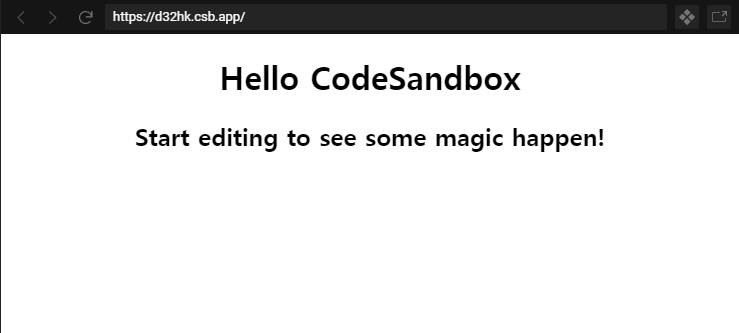 https://d32hk.csb.app/
Hello CodeSandbox
Start editing to see some magic happen!